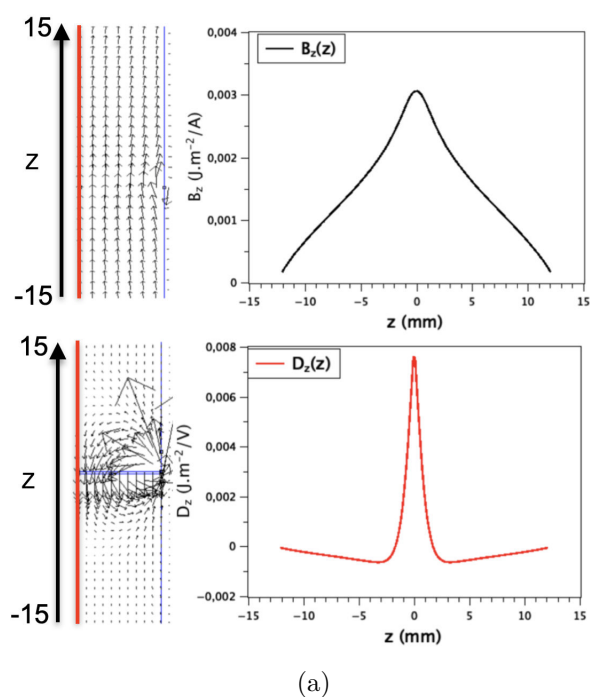 15
z
-15
0,004
0,003
0,002
0,001
0
B_z (J.m^{-2}/A)
B_z(z)
−15 −10 −5 0 5 10 15
z (mm)
15
z
-15
0,008
0,006
0,004
0,002
0
−0,002
D_z (J.m^{-2}/V)
D_z(z)
−15 −10 −5 0 5 10 15
z (mm)
(a)